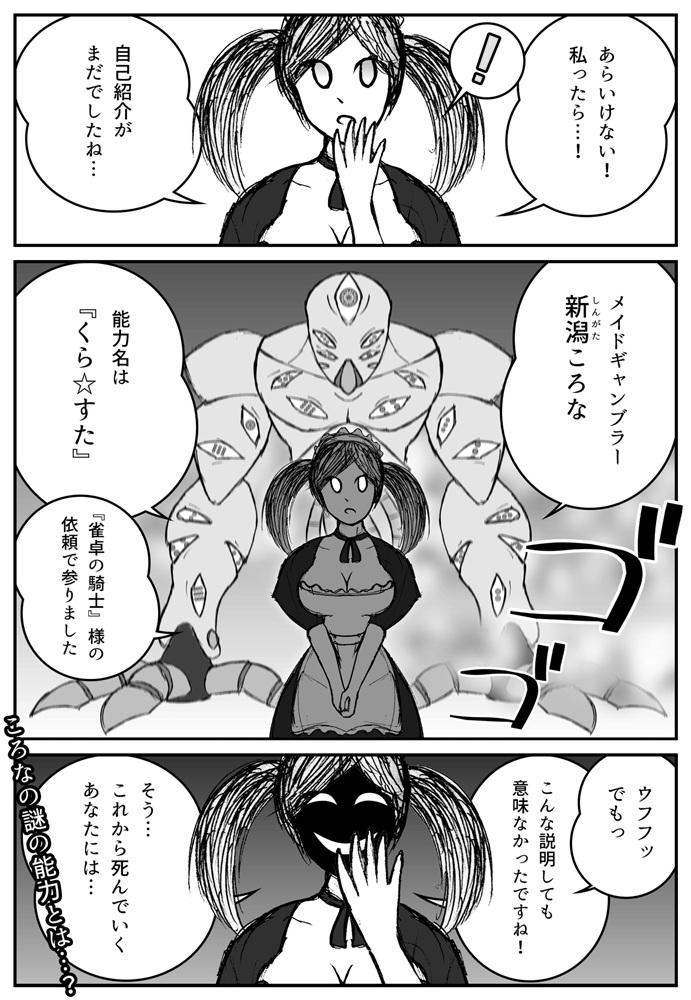 あらいけない！
私ったら…！
！
自己紹介が
まだでしたね…
メイドギャンブラー
新潟ころな
しんがた
能力名は
『くら☆すた』
『雀卓の騎士』様の
依頼で参りました
ゴゴ
ウフフッ
でもっ
こんな説明しても
意味なかったですね！
そう…
これから死んでいく
あなたには…
ころなの謎の能力とは…？